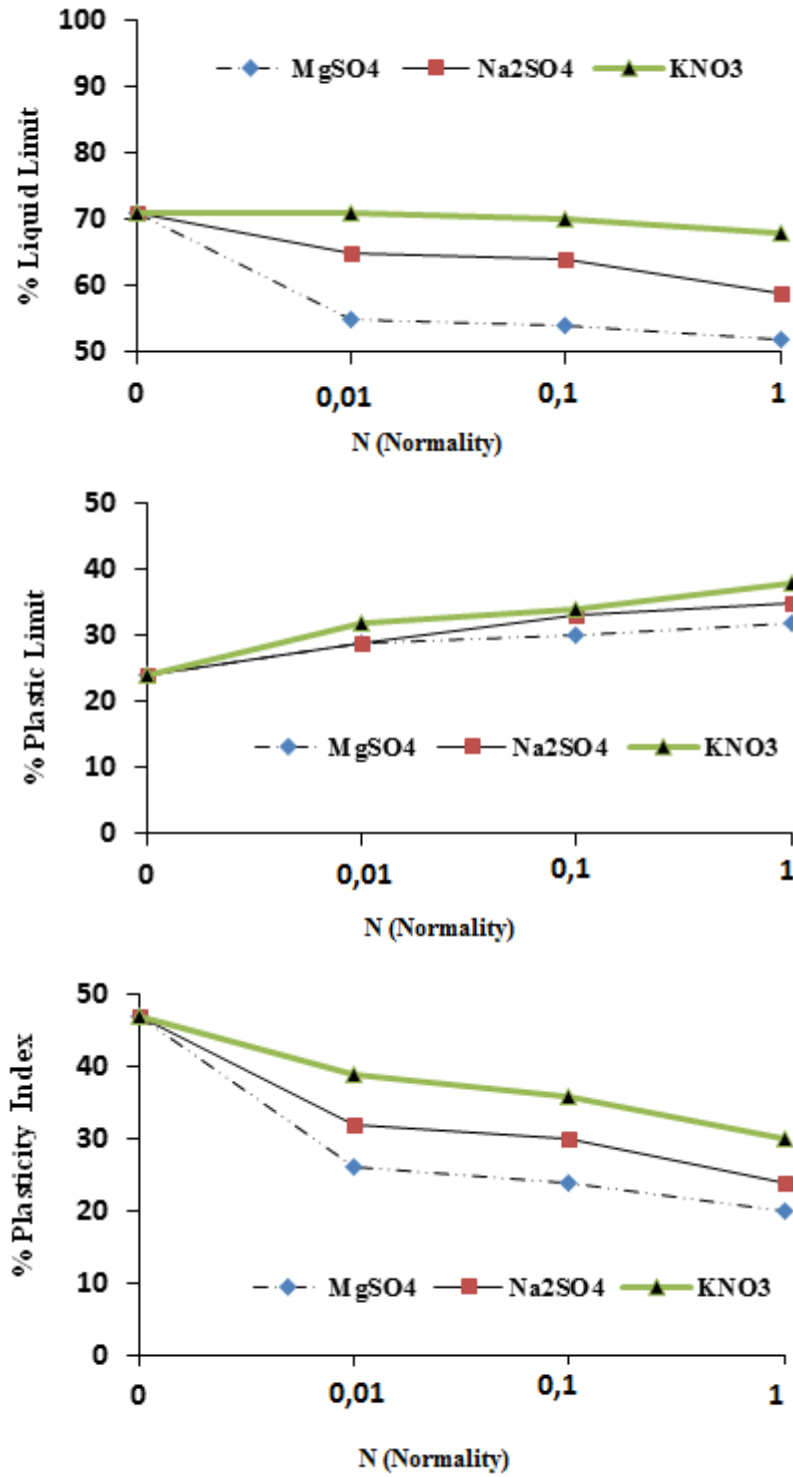 100
MgSO4 Na2SO4 KNO3
90
80
70
60
50
% Liquid Limit
0 0,01 0,1 1
N (Normality)
50
40
30
20
10
0
% Plastic Limit
MgSO4 Na2SO4 KNO3
0 0,01 0,1 1
N (Normality)
50
40
30
20
10
0
% Plasticity Index
MgSO4 Na2SO4 KNO3
0 0,01 0,1 1
N (Normality)